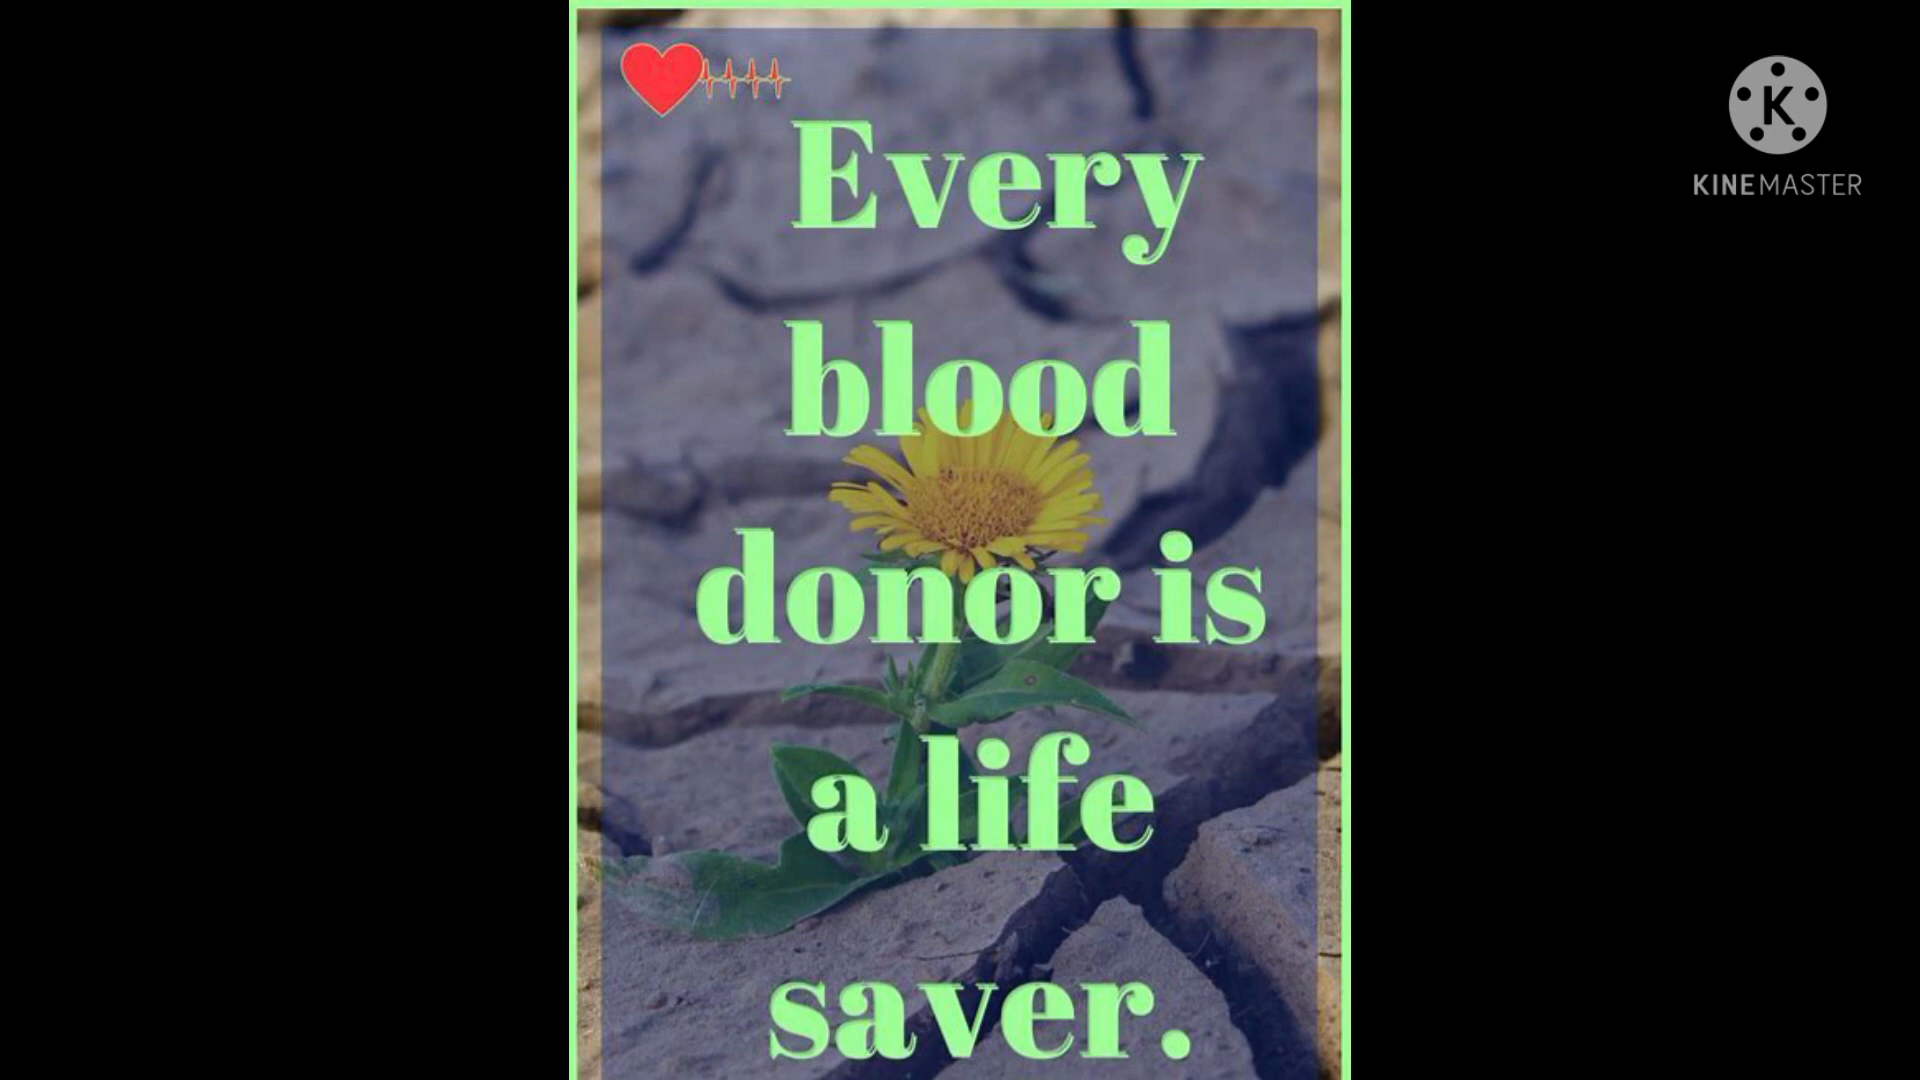 Every
blood
donor is
a life
saver.
K
KINEMASTER